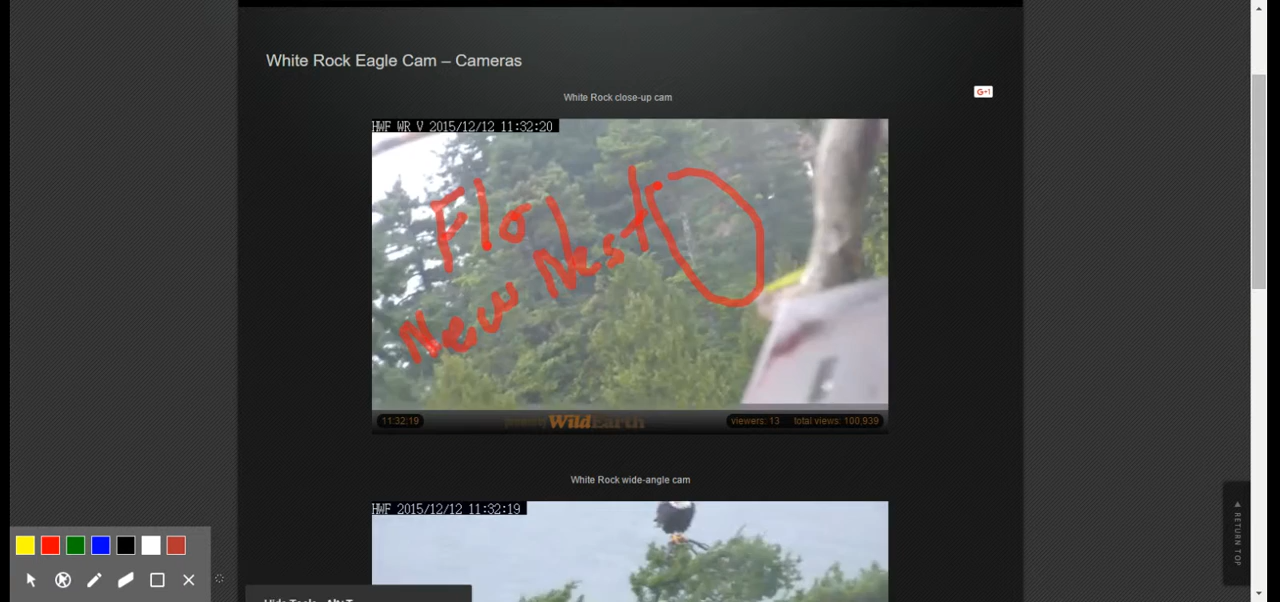 White Rock Eagle Cam – Cameras
White Rock close-up cam
G+1
HWF WR V 2015/12/12 11:32:20
Flo
New Nest
11:32:19
WildEarth
viewers: 13 total views: 100,939
White Rock wide-angle cam
HWF 2015/12/12 11:32:19
RETURN TOP